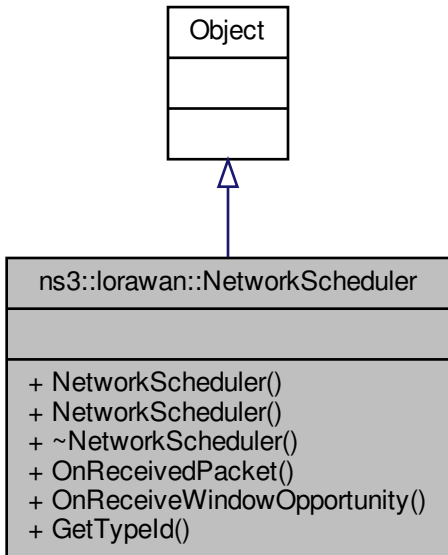 Object
ns3::lorawan::NetworkScheduler
+ NetworkScheduler()
+ NetworkScheduler()
+ ~NetworkScheduler()
+ OnReceivedPacket()
+ OnReceiveWindowOpportunity()
+ GetTypeId()